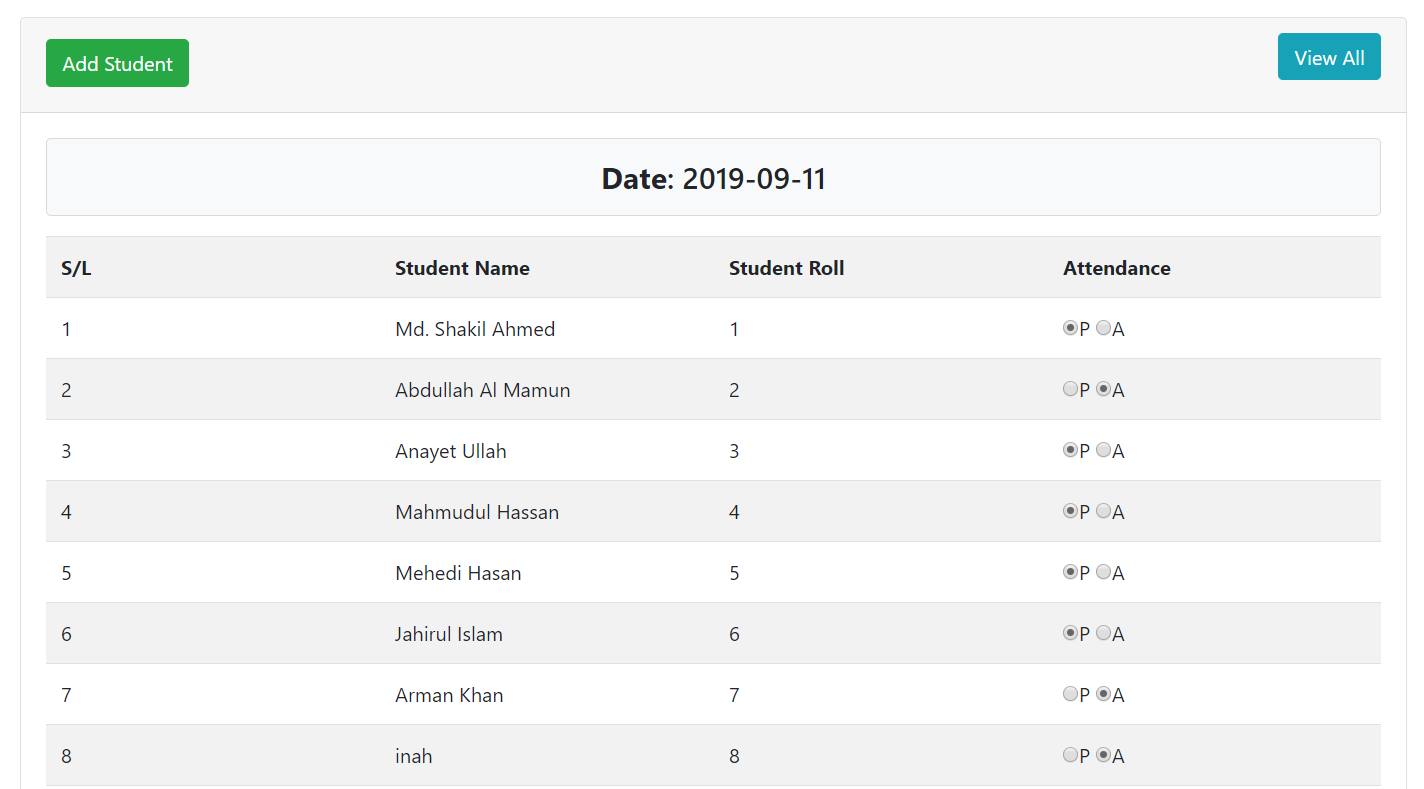 Add Student
View All
Date: 2019-09-11
S/L Student Name Student Roll Attendance
1 Md. Shakil Ahmed 1 P A
2 Abdullah Al Mamun 2 P A
3 Anayet Ullah 3 P A
4 Mahmudul Hassan 4 P A
5 Mehedi Hasan 5 P A
6 Jahirul Islam 6 P A
7 Arman Khan 7 P A
8 inah 8 P A